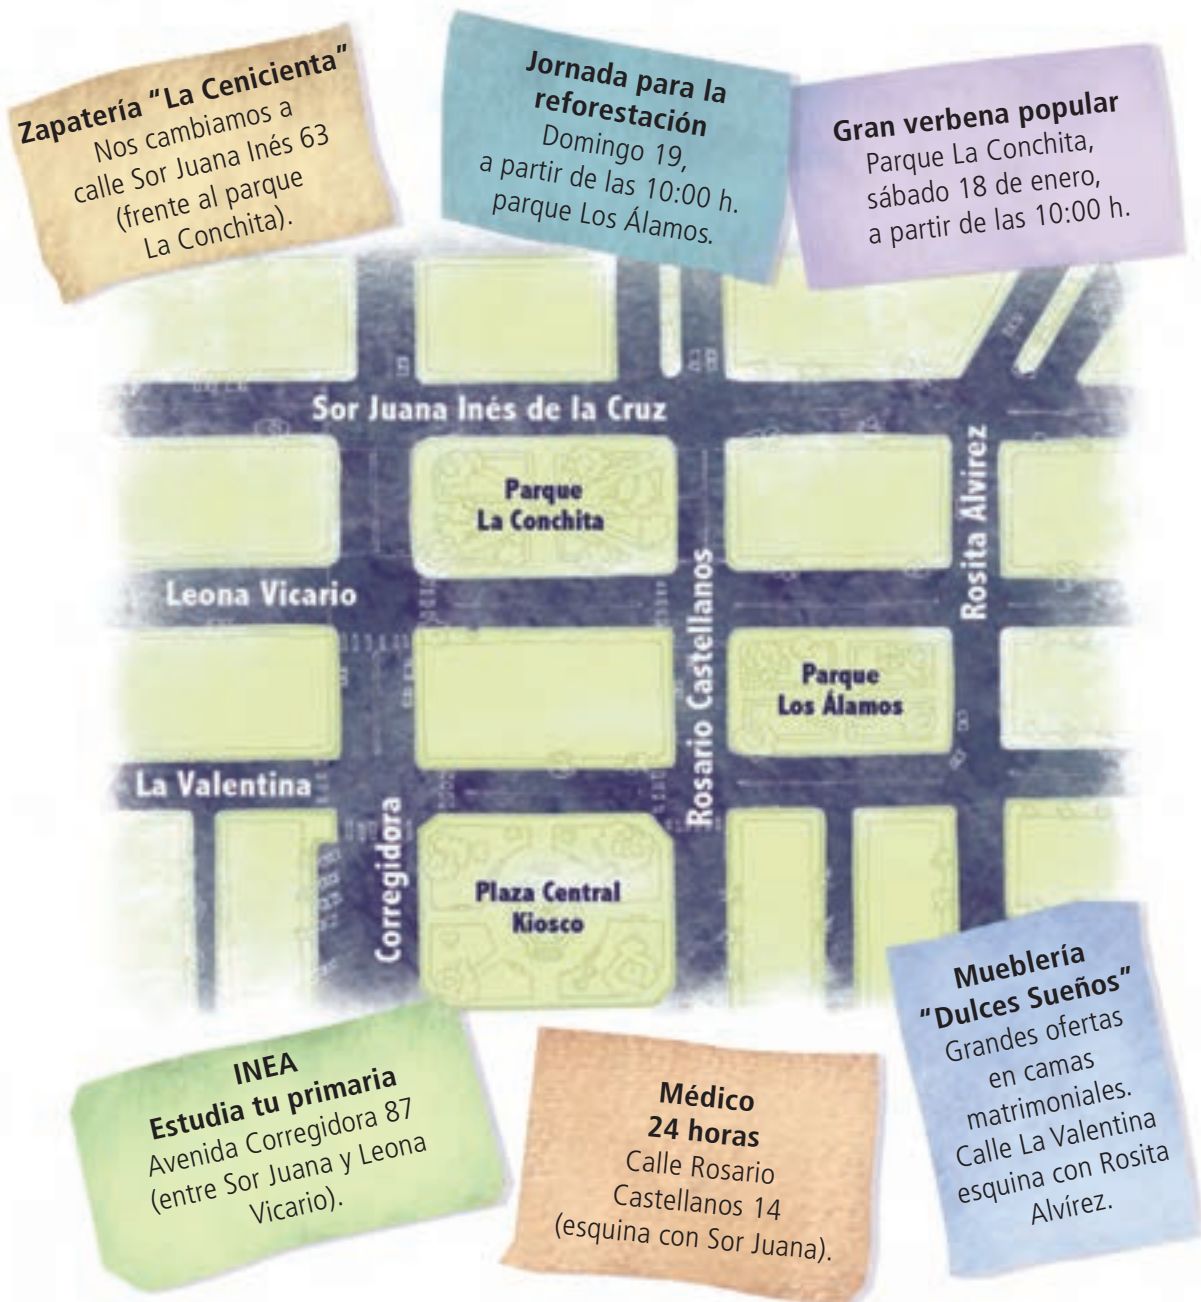 Zapatería "La Cenicienta"
Nos cambiamos a
calle Sor Juana Inés 63
(frente al parque
La Conchita).
Jornada para la
reforestación
Domingo 19,
a partir de las 10:00 h.
parque Los Álamos.
Gran verbena popular
Parque La Conchita,
sábado 18 de enero,
a partir de las 10:00 h.
Sor Juana Inés de la Cruz
Parque
La Conchita
Rosita Alvirez
Leona Vicario
Rosario Castellanos
Parque
Los Álamos
La Valentina
Corregidora
Plaza Central
Kiosco
INEA
Estudia tu primaria
Avenida Corregidora 87
(entre Sor Juana y Leona
Vicario).
Médico
24 horas
Calle Rosario
Castellanos 14
(esquina con Sor Juana).
Mueblería
"Dulces Sueños"
Grandes ofertas
en camas
matrimoniales.
Calle La Valentina
esquina con Rosita
Alvírez.